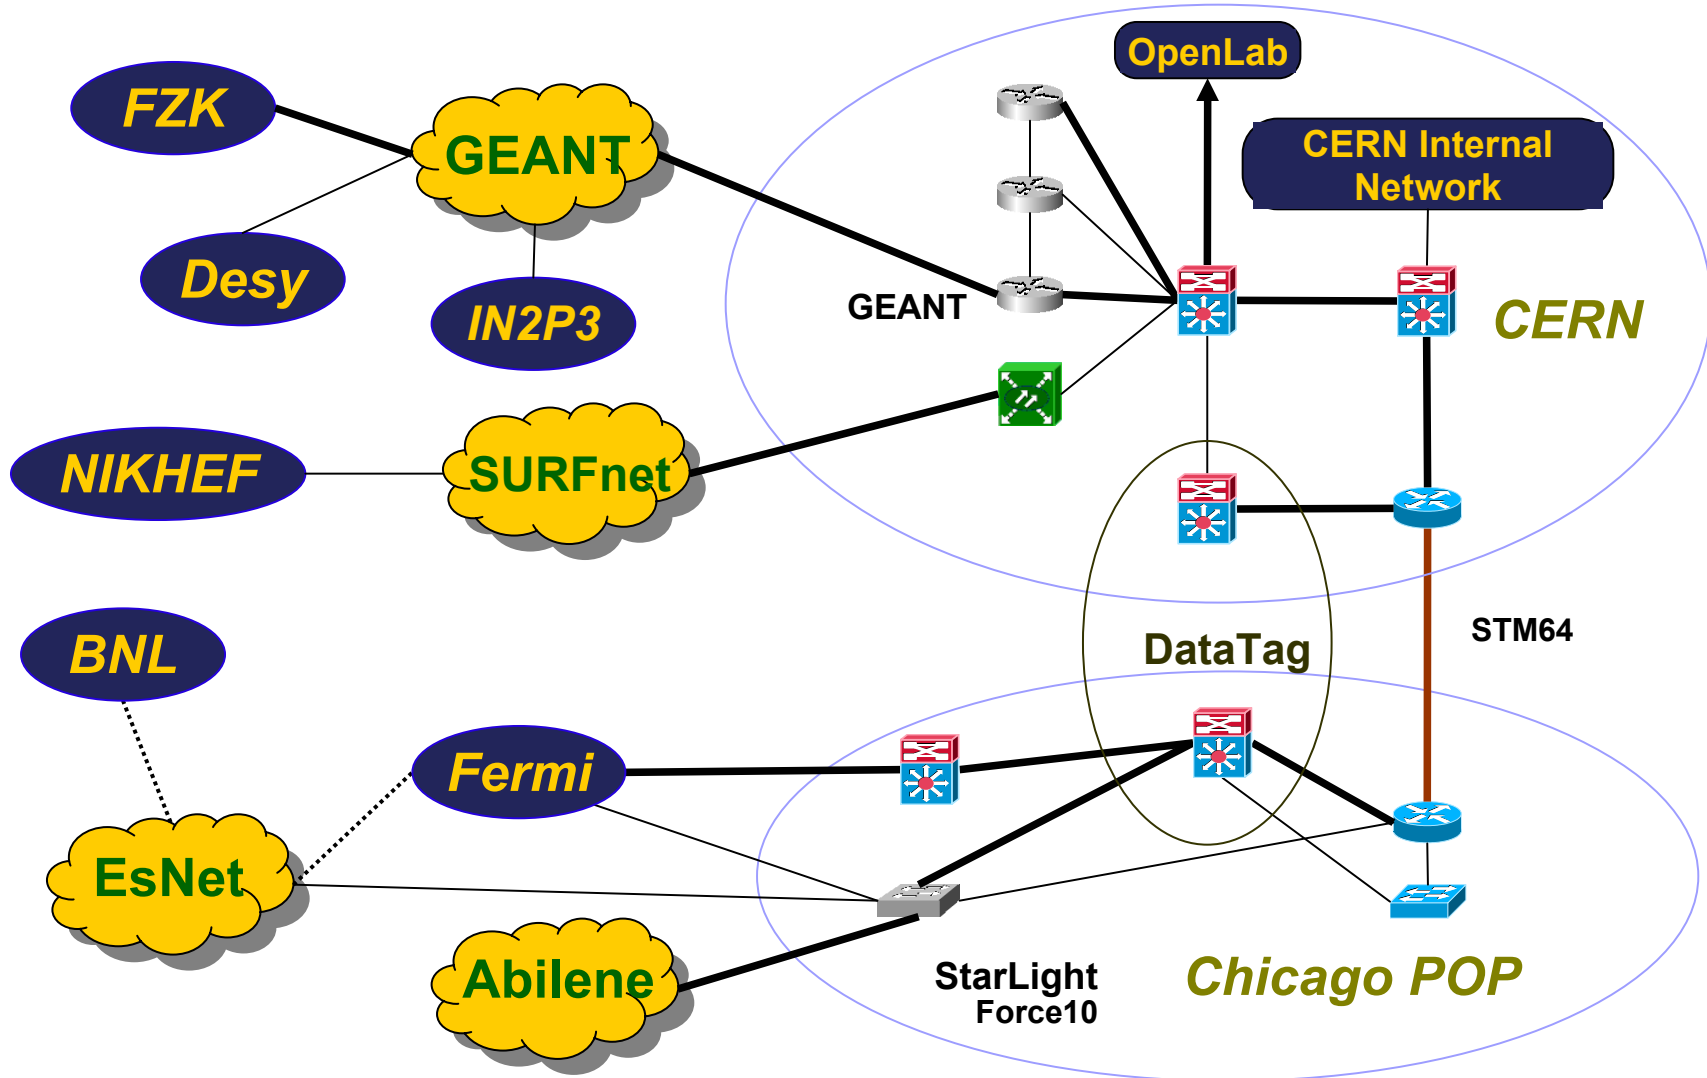 OpenLab
FZK
GEANT
CERN Internal
Network
Desy
IN2P3
GEANT
CERN
NIKHEF
SURFnet
BNL
DataTag
STM64
Fermi
EsNet
Abilene
StarLight
Force10
Chicago POP